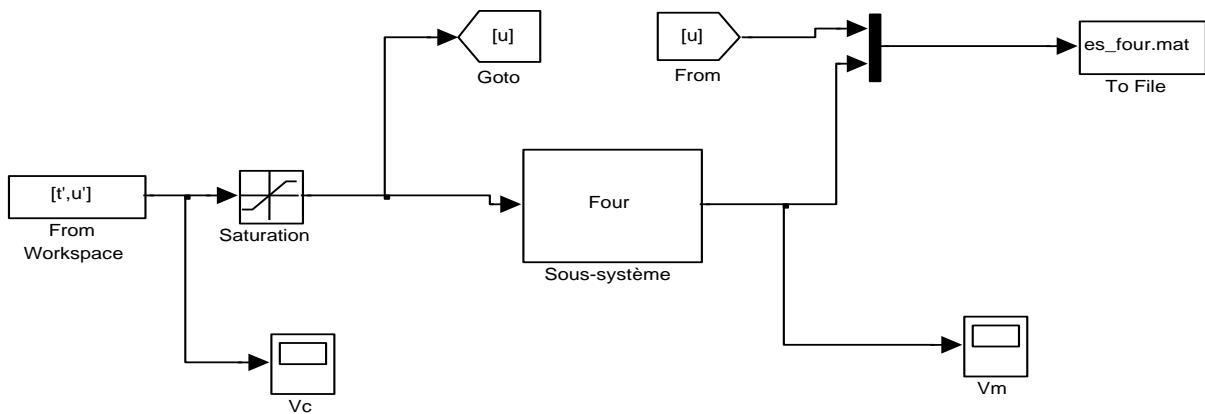 [u]
Goto
[u]
From
es_four.mat
To File
[t',u']
From
Workspace
Saturation
Four
Sous-système
Vc
Vm